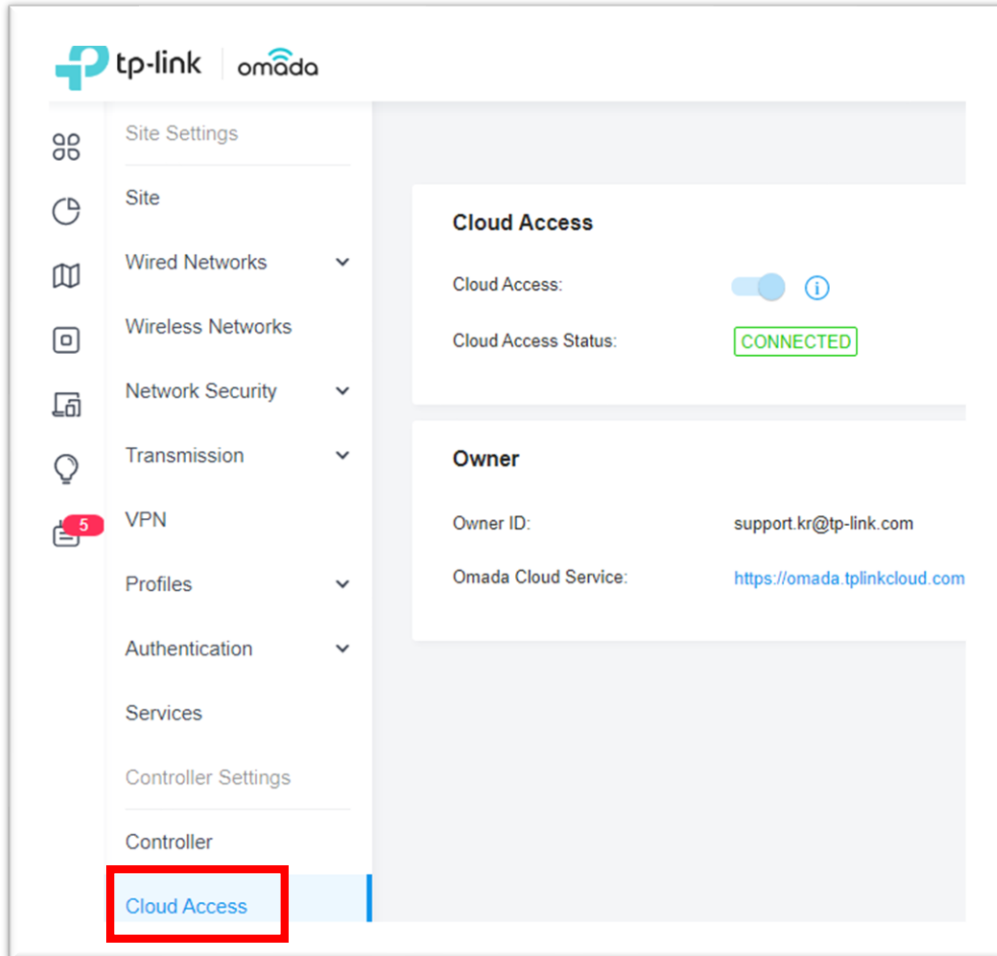 tp-link omada
Site Settings
Site
Wired Networks
Wireless Networks
Network Security
Transmission
5
VPN
Profiles
Authentication
Services
Controller Settings
Controller
Cloud Access
Cloud Access
Cloud Access:
Cloud Access Status: CONNECTED
Owner
Owner ID: support.kr@tp-link.com
Omada Cloud Service: https://omada.tplinkcloud.com